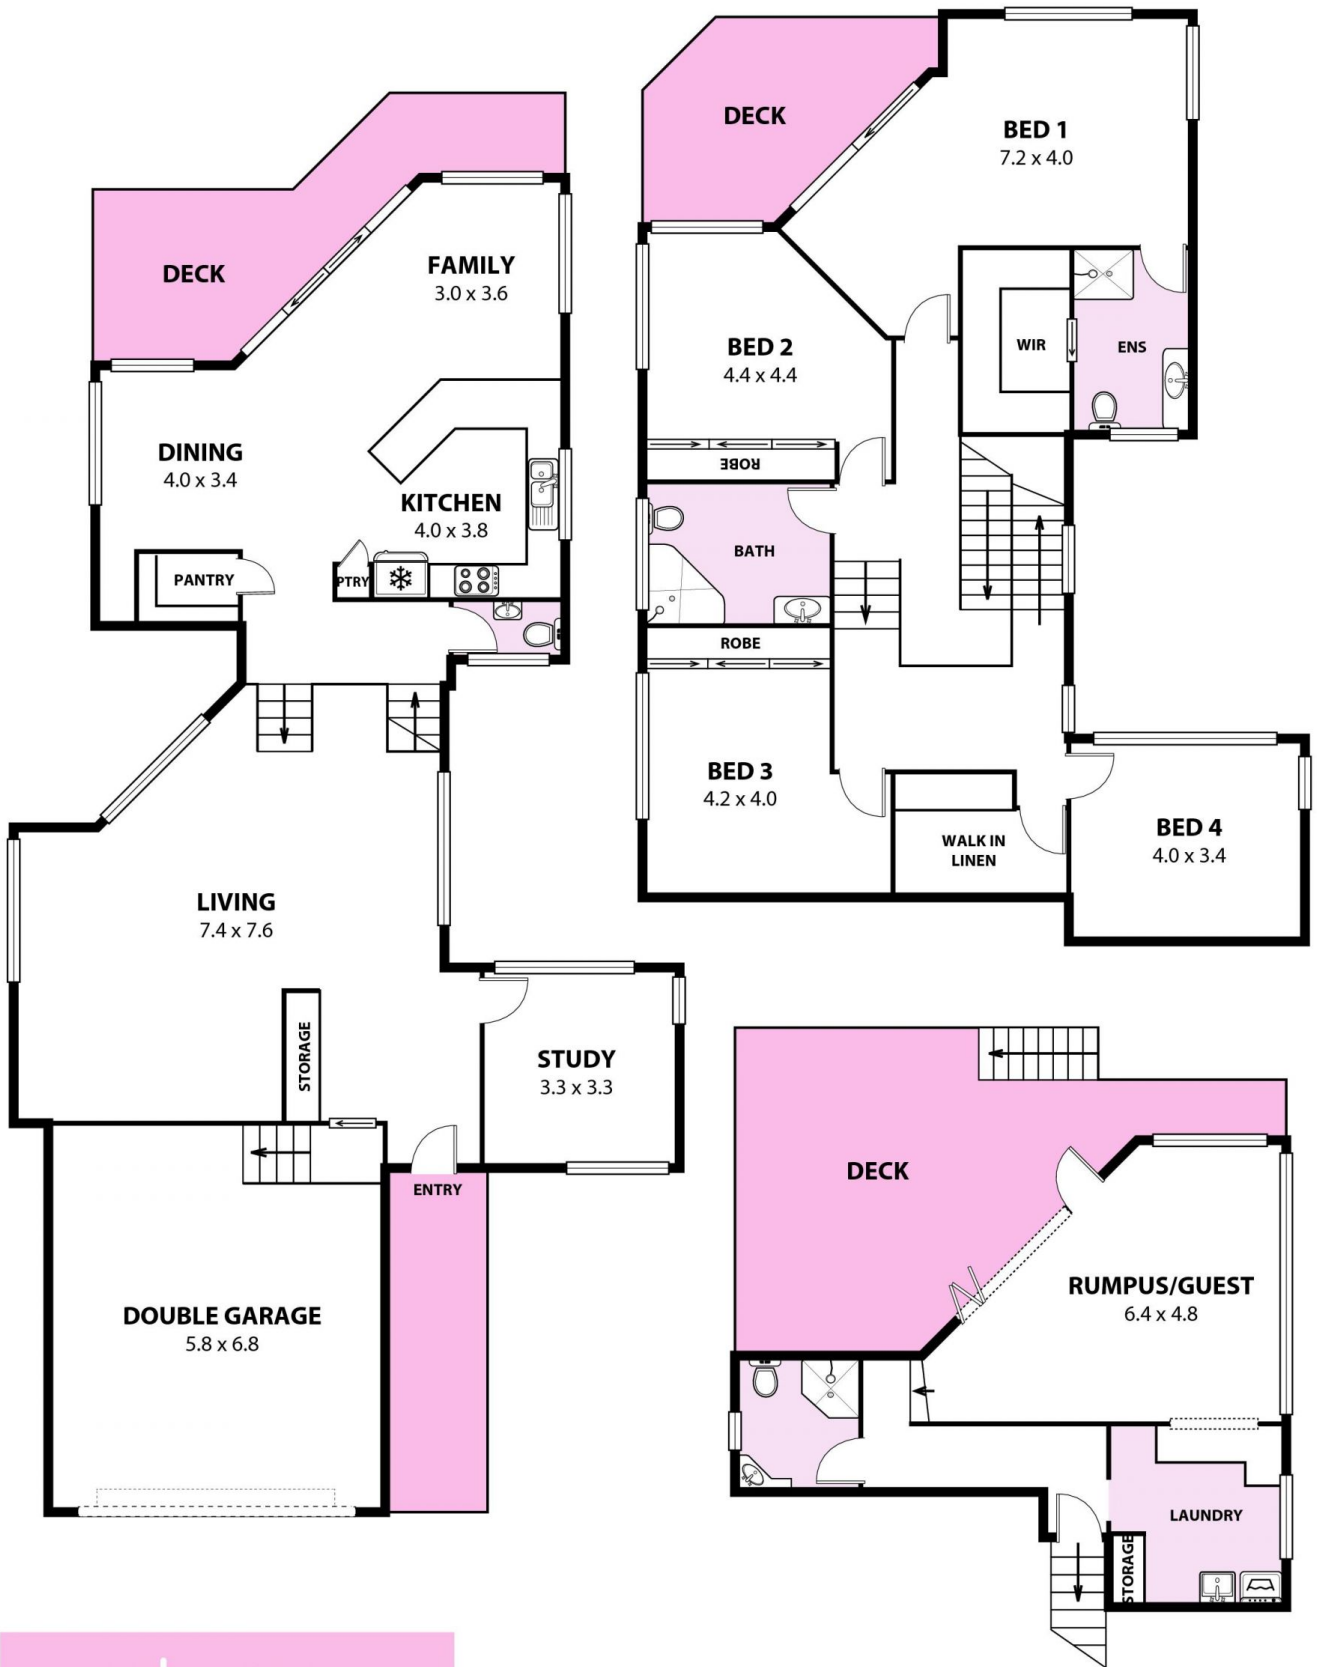 DECK
FAMILY
3.0 x 3.6
DINING
4.0 x 3.4
KITCHEN
4.0 x 3.8
PANTRY
PTRY
LIVING
7.4 x 7.6
STORAGE
STUDY
3.3 x 3.3
ENTRY
DOUBLE GARAGE
5.8 x 6.8
DECK
BED 1
7.2 x 4.0
BED 2
4.4 x 4.4
WIR
ENS
ROBE
BATH
ROBE
BED 3
4.2 x 4.0
WALK IN
LINEN
BED 4
4.0 x 3.4
DECK
RUMPUS/GUEST
6.4 x 4.8
LAUNDRY
STORAGE